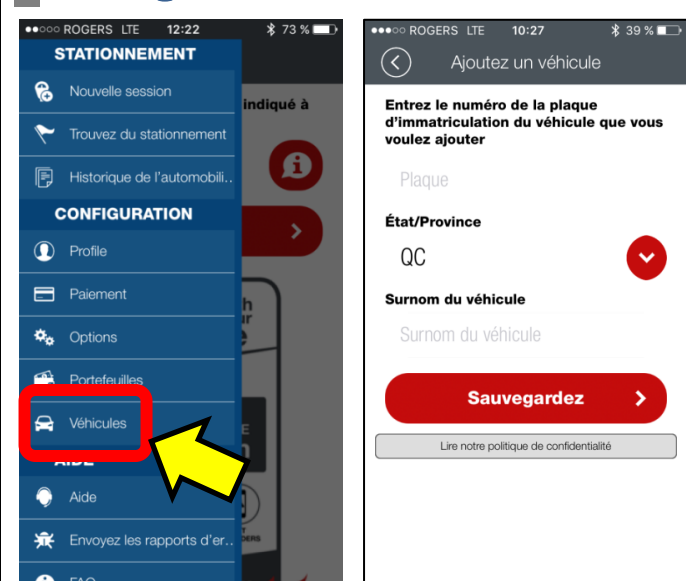 ROGERS LTE 12:22 73 %
STATIONNEMENT
Nouvelle session
Trouvez du stationnement
Historique de l'automobili..
CONFIGURATION
Profile
Paiement
Options
Portefeuilles
Véhicules
AIDE
Aide
Envoyez les rapports d'er..
FAQ
indiqué à
ROGERS LTE 10:27 39 %
Ajoutez un véhicule
Entrez le numéro de la plaque
d'immatriculation du véhicule que vous
voulez ajouter
Plaque
État/Province
QC
Surnom du véhicule
Surnom du véhicule
Sauvegardez
Lire notre politique de confidentialité